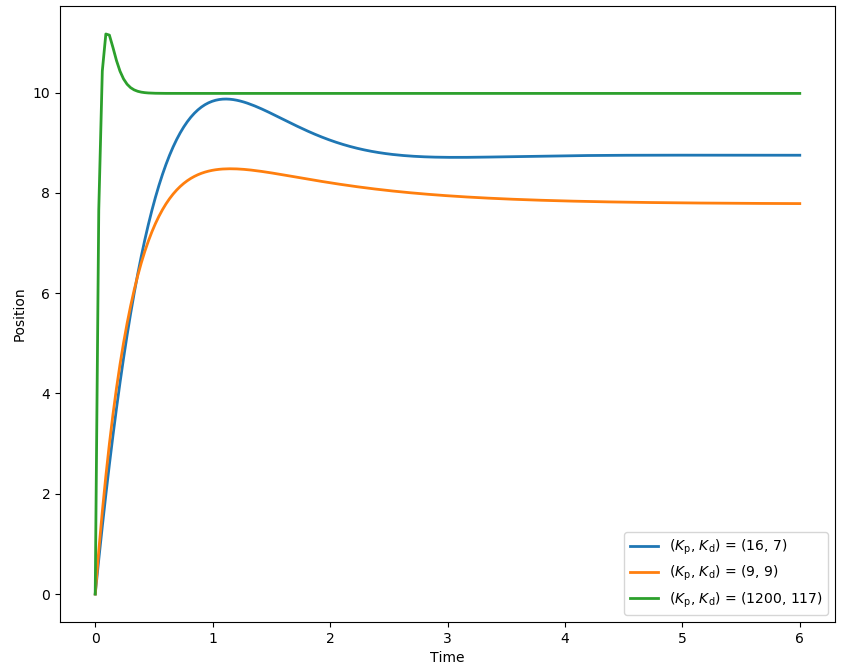 10
8
6
4
2
0
Position
0 1 2 3 4 5 6
Time
(Kp, Kd) = (16, 7)
(Kp, Kd) = (9, 9)
(Kp, Kd) = (1200, 117)